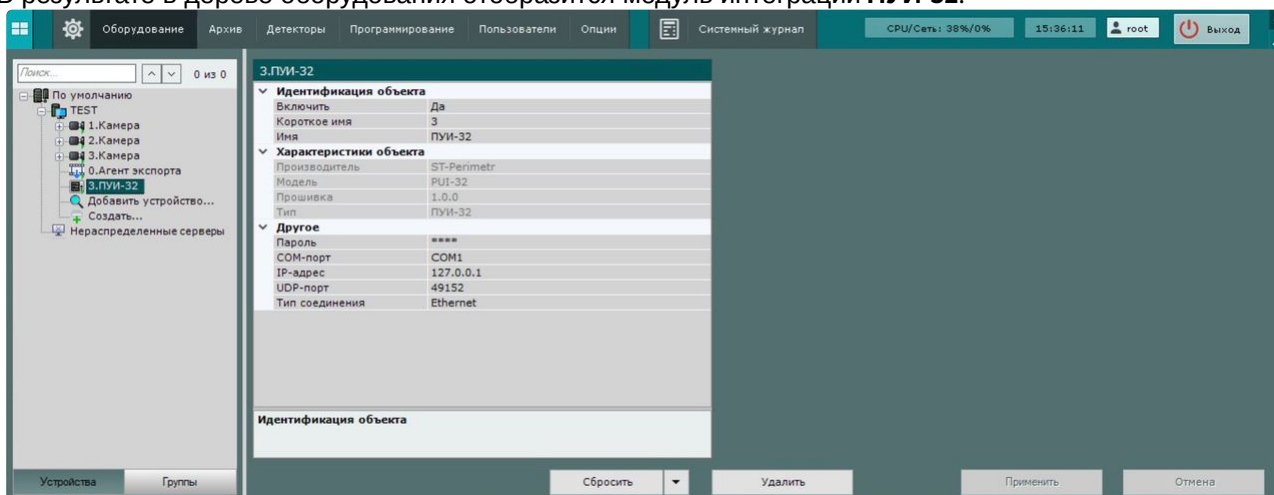 В результате в дереве оборудования отобразится модуль интеграции ПУИ-32.
Оборудование Архив Детекторы Программирование Пользователи Опции Системный журнал CPU/Сеть: 38%/0% 15:36:11 root Выход
Поиск... 0 из 0
По умолчанию
TEST
1.Камера
2.Камера
3.Камера
0.Агент экспорта
3.ПУИ-32
Добавить устройство...
Создать...
Нераспределенные серверы
3.ПУИ-32
Идентификация объекта
Включить Да
Короткое имя 3
Имя ПУИ-32
Характеристики объекта
Производитель ST-Perimetr
Модель PUI-32
Прошивка 1.0.0
Тип ПУИ-32
Другое
Пароль ****
COM-порт COM1
IP-адрес 127.0.0.1
UDP-порт 49152
Тип соединения Ethernet
Идентификация объекта
Устройства Группы Сбросить Удалить Применить Отмена